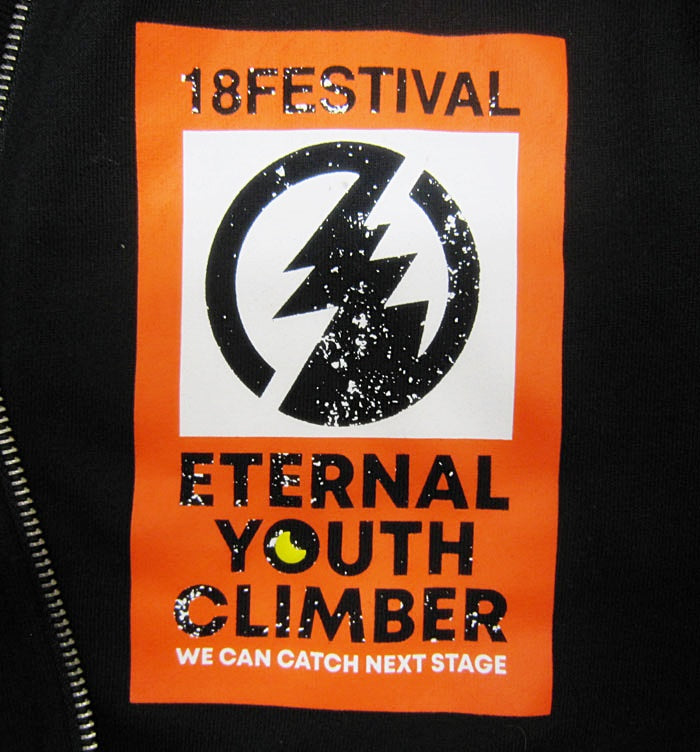 18FESTIVAL
ETERNAL
YOUTH
CLIMBER
WE CAN CATCH NEXT STAGE